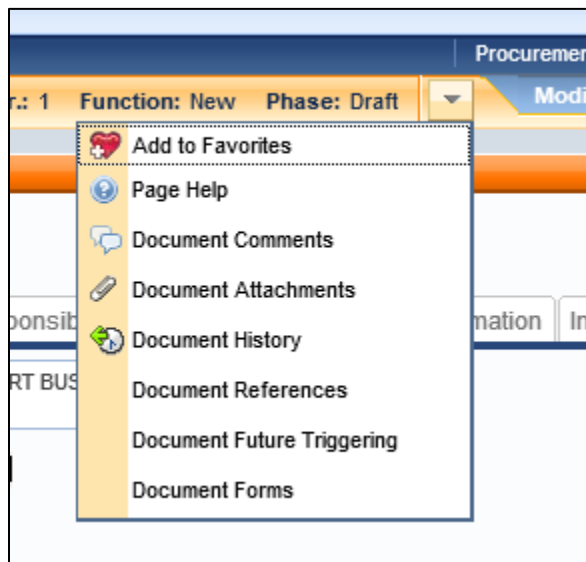 Procuremen
r.: 1 Function: New Phase: Draft
Modi
Add to Favorites
Page Help
Document Comments
Document Attachments
ponsib
mation
In
Document History
RT BUS
Document References
Document Future Triggering
Document Forms